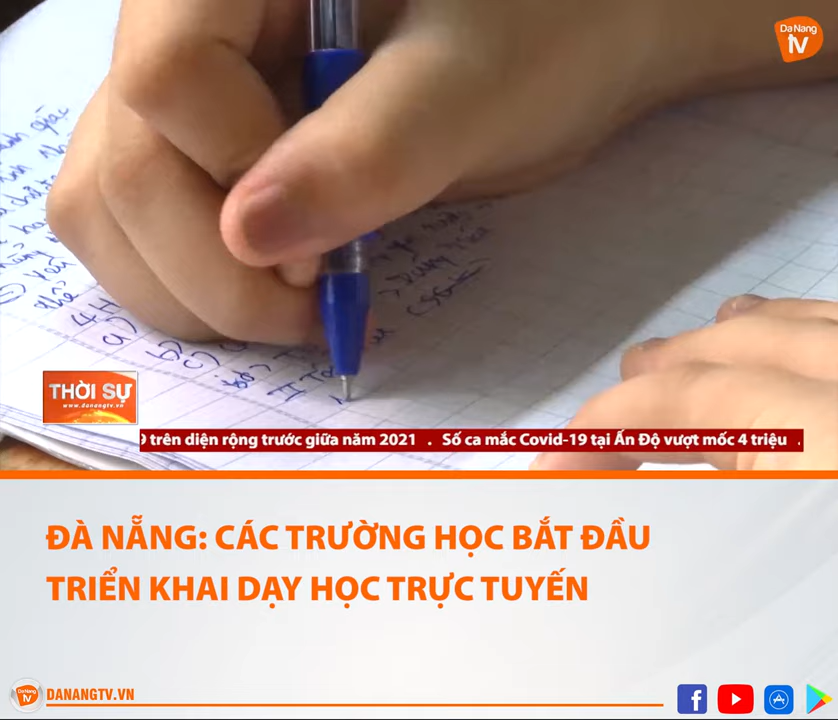 Da Nang
TV
4H
a)
b)
c)
THỜI SỰ
www.danangtv.vn
trên diện rộng trước giữa năm 2021 . Số ca mắc Covid-19 tại Ấn Độ vượt mốc 4 triệu .
ĐÀ NẴNG: CÁC TRƯỜNG HỌC BẮT ĐẦU
TRIỂN KHAI DẠY HỌC TRỰC TUYẾN
Da Nang
TV
DANANGTV.VN